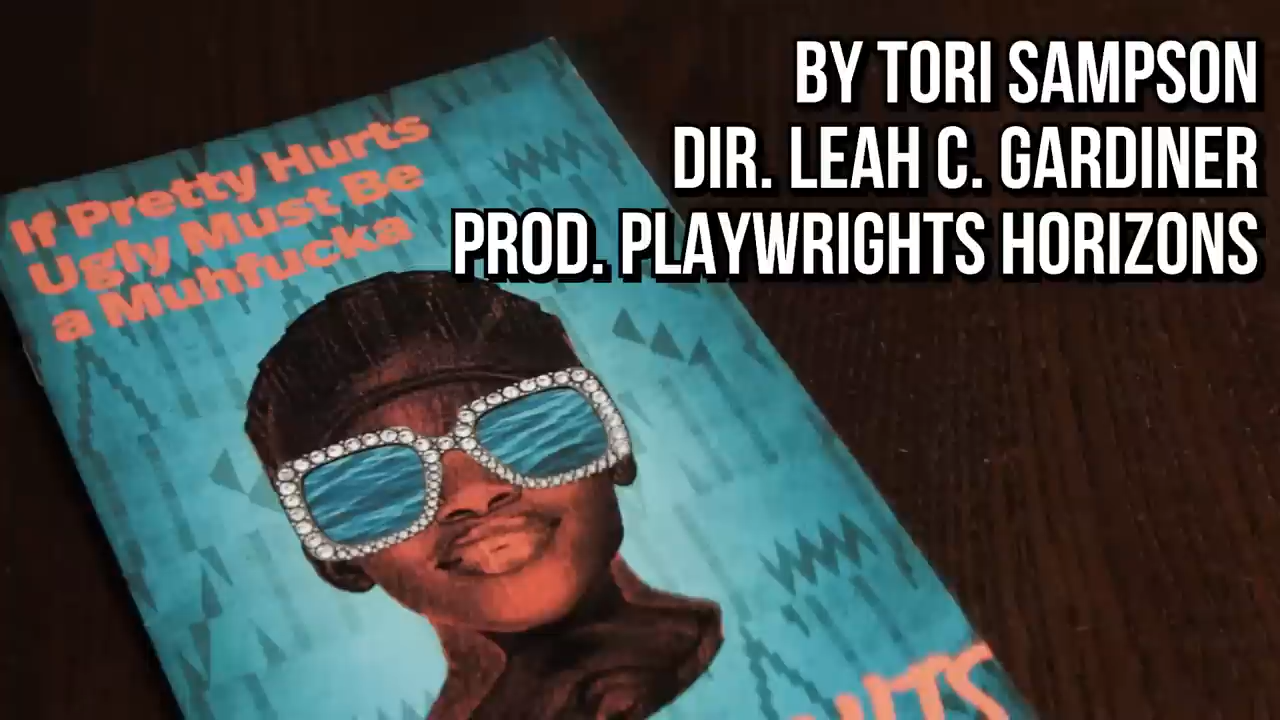 BY TORI SAMPSON
DIR. LEAH C. GARDINER
PROD. PLAYWRIGHTS HORIZONS
If Pretty Hurts
Ugly Must Be
a Muhfucka